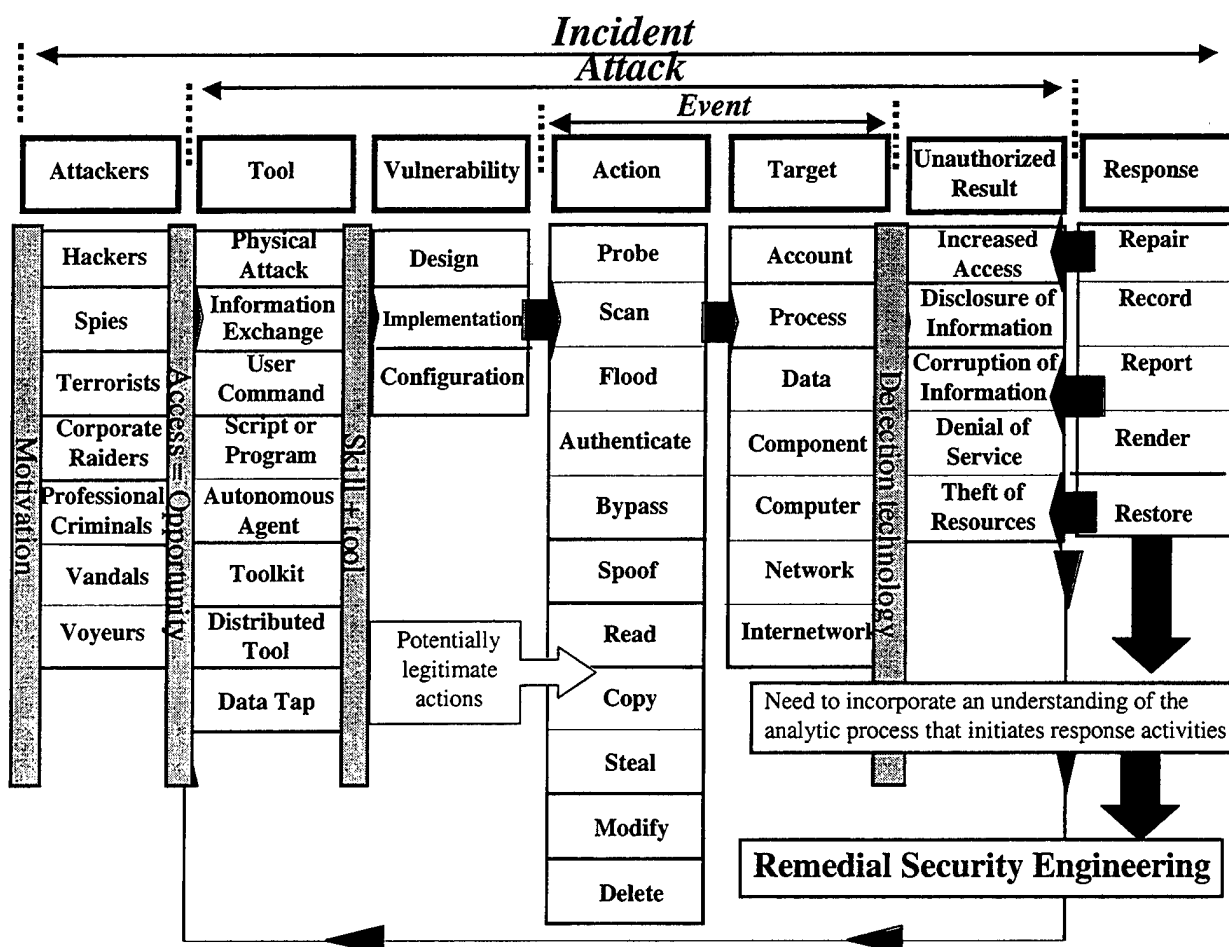 Incident
Attack
Event
Attackers
Tool
Vulnerability
Action
Target
Unauthorized
Result
Response
Motivation
Hackers
Spies
Terrorists
Corporate
Raiders
Professional
Criminals
Vandals
Voyeurs
Access = Opportunity
Physical
Attack
Information
Exchange
User
Command
Script or
Program
Autonomous
Agent
Toolkit
Distributed
Tool
Data Tap
Skill + tool
Design
Implementation
Configuration
Potentially
legitimate
actions
Probe
Scan
Flood
Authenticate
Bypass
Spoof
Read
Copy
Steal
Modify
Delete
Account
Process
Data
Component
Computer
Network
Internetwork
Detection technology
Increased
Access
Disclosure of
Information
Corruption of
Information
Denial of
Service
Theft of
Resources
Repair
Record
Report
Render
Restore
Need to incorporate an understanding of the
analytic process that initiates response activities
Remedial Security Engineering